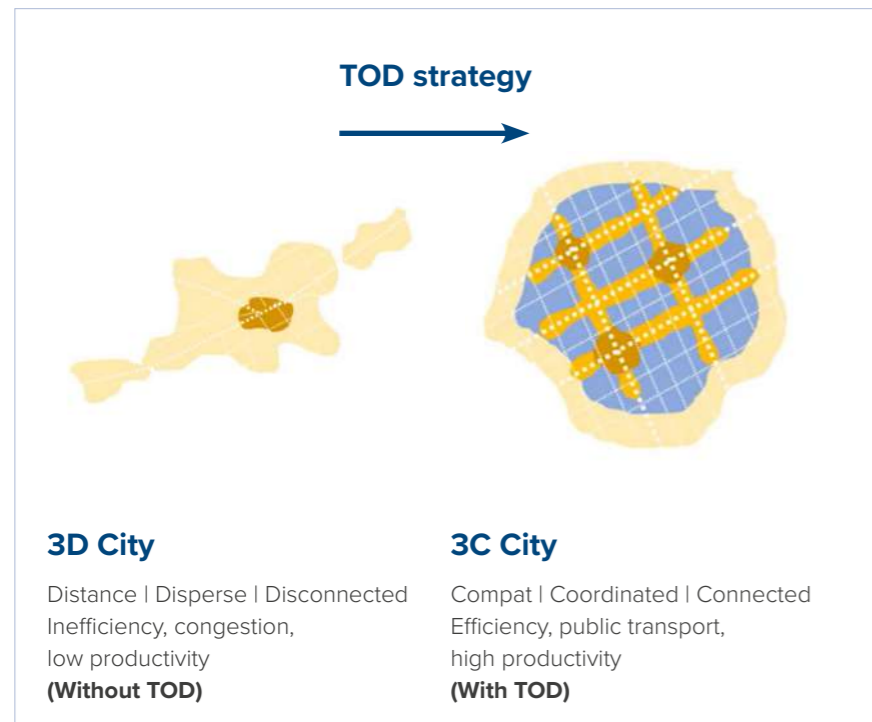 TOD strategy
3D City
Distance | Disperse | Disconnected
Inefficiency, congestion,
low productivity
(Without TOD)
3C City
Compat | Coordinated | Connected
Efficiency, public transport,
high productivity
(With TOD)